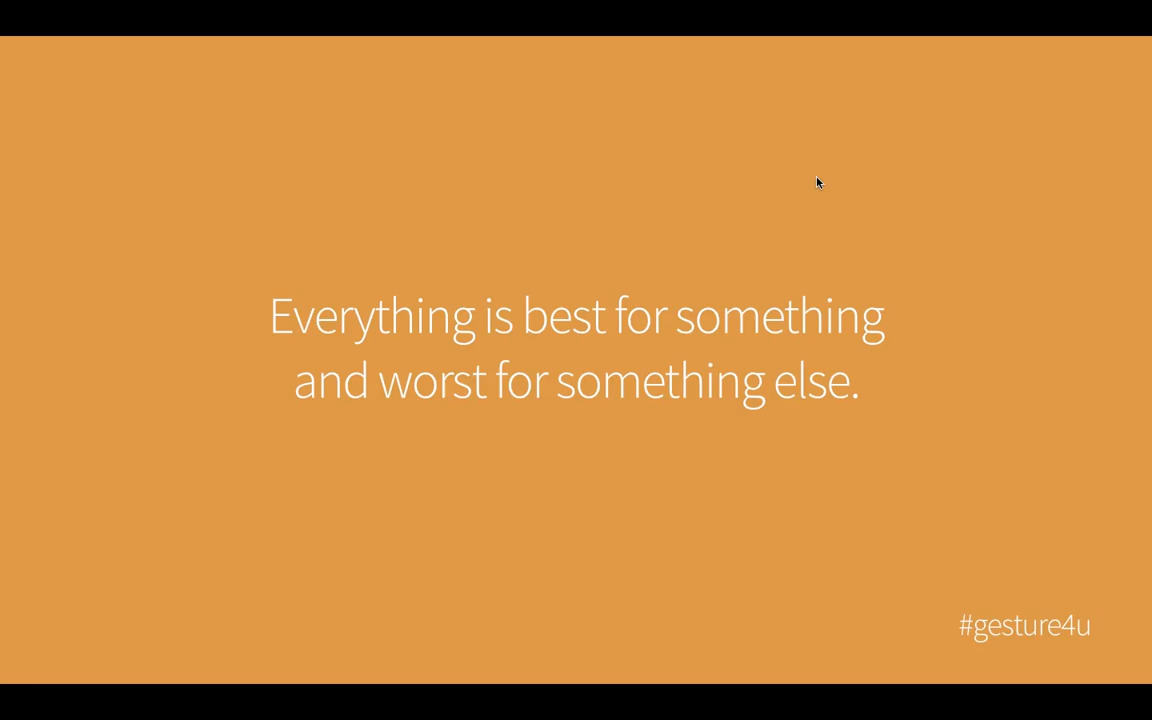 Everything is best for something
and worst for something else.
#gesture4u